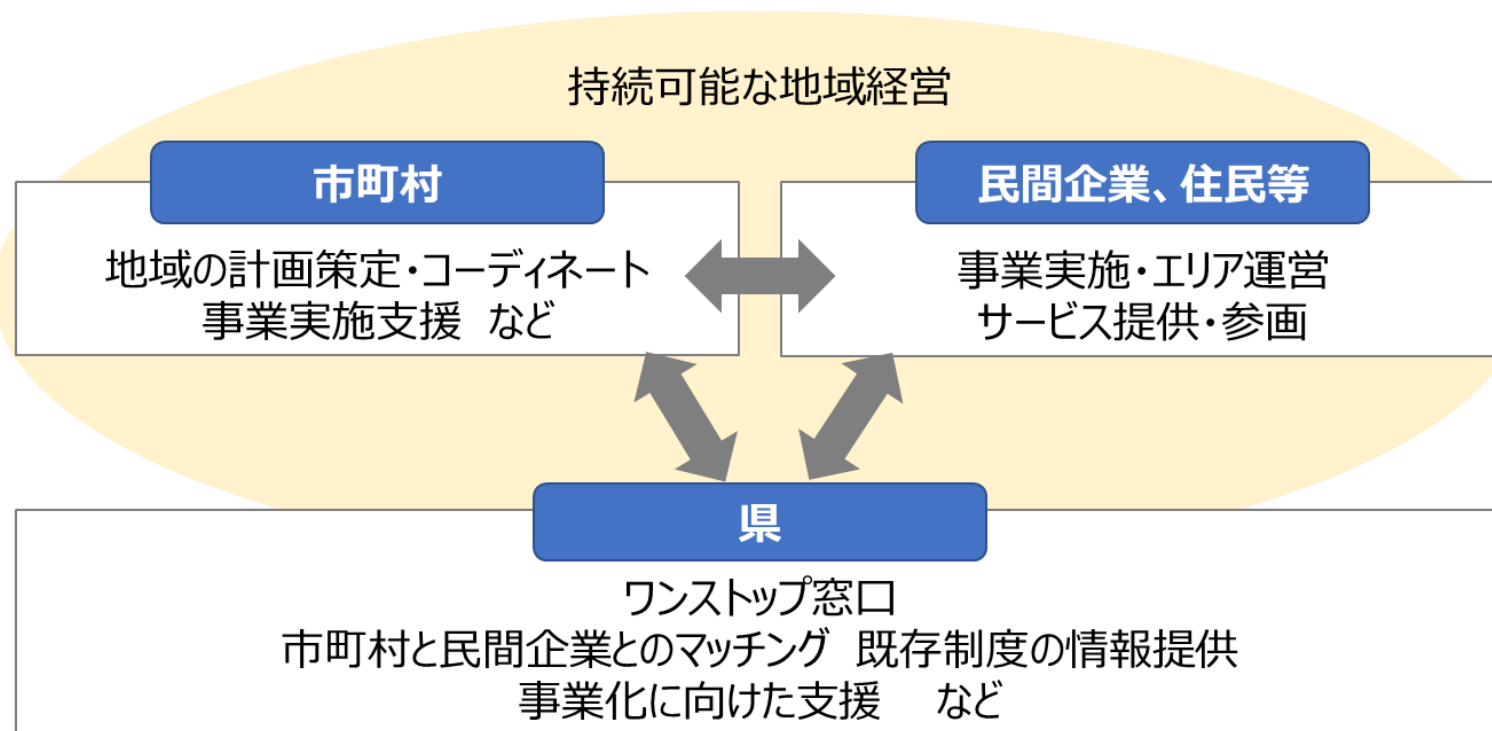 持続可能な地域経営
市町村
地域の計画策定・コーディネート
事業実施支援 など
民間企業、住民等
事業実施・エリア運営
サービス提供・参画
県
ワンストップ窓口
市町村と民間企業とのマッチング 既存制度の情報提供
事業化に向けた支援 など